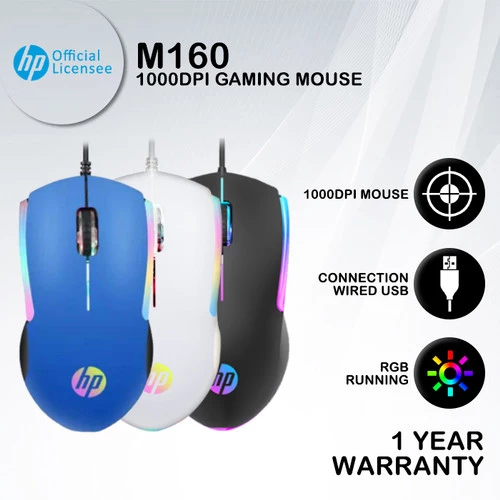 hp Official
Licensee
M160
1000DPI GAMING MOUSE
1000DPI MOUSE
CONNECTION
WIRED USB
RGB
RUNNING
hp
hp
hp
1 YEAR
WARRANTY